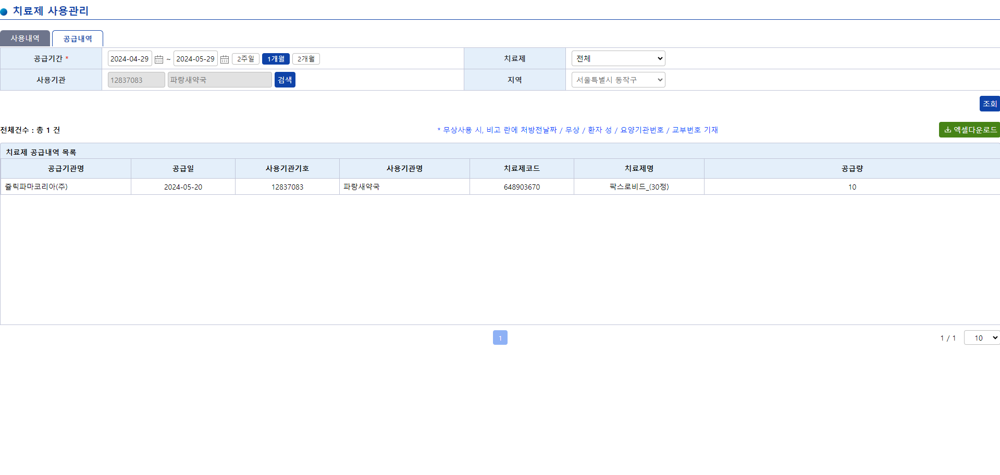 치료제 사용관리
사용내역 공급내역
공급기간 * 2024-04-29 ~ 2024-05-29 2주일 1개월 2개월 치료제 전체
사용기관 12837083 파랑새약국 검색 지역 서울특별시 동작구
조회
전체건수 : 총 1 건 * 무상사용 시, 비고 란에 처방전날짜 / 무상 / 환자 성 / 요양기관번호 / 교부번호 기재 엑셀다운로드
치료제 공급내역 목록
공급기관명 공급일 사용기관기호 사용기관명 치료제코드 치료제명 공급량
쥴릭파마코리아(주) 2024-05-20 12837083 파랑새약국 648903670 팍스로비드_(30정) 10
1 1 / 1 10